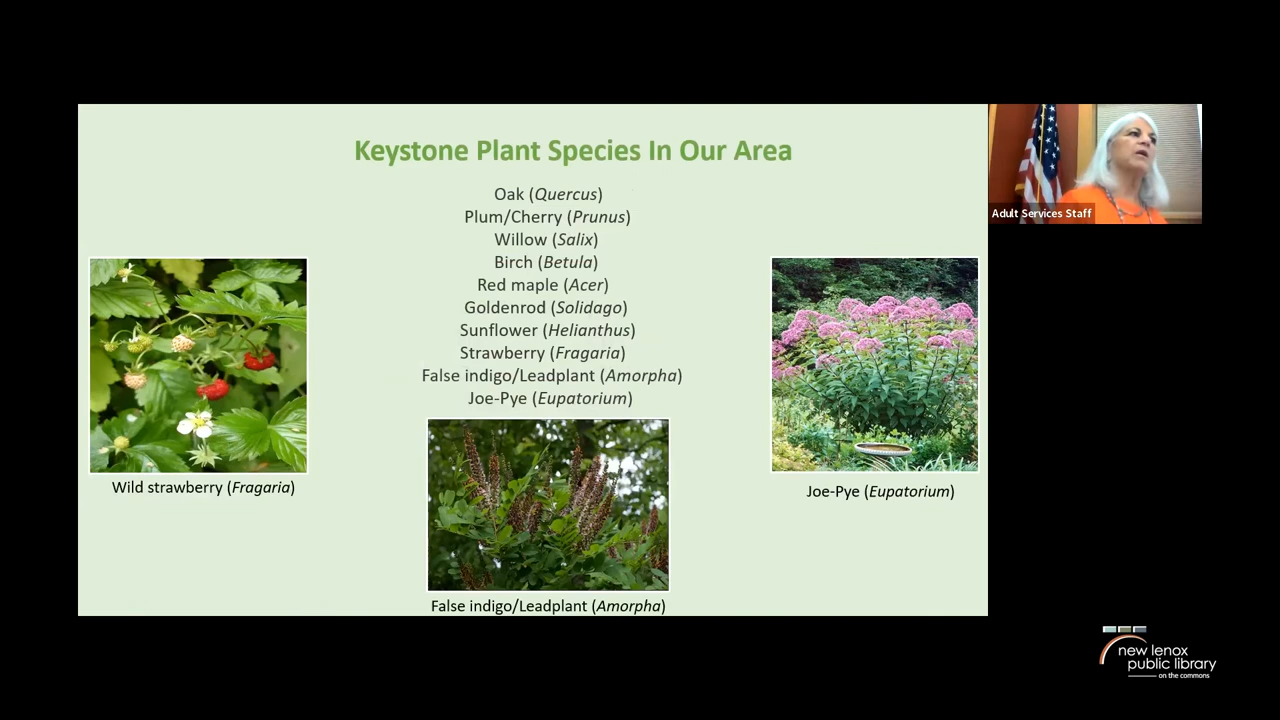 Keystone Plant Species In Our Area
Oak (Quercus)
Plum/Cherry (Prunus)
Willow (Salix)
Birch (Betula)
Red maple (Acer)
Goldenrod (Solidago)
Sunflower (Helianthus)
Strawberry (Fragaria)
False indigo/Leadplant (Amorpha)
Joe-Pye (Eupatorium)
Wild strawberry (Fragaria)
Joe-Pye (Eupatorium)
False indigo/Leadplant (Amorpha)
Adult Services Staff
new lenox
public library
on the commons